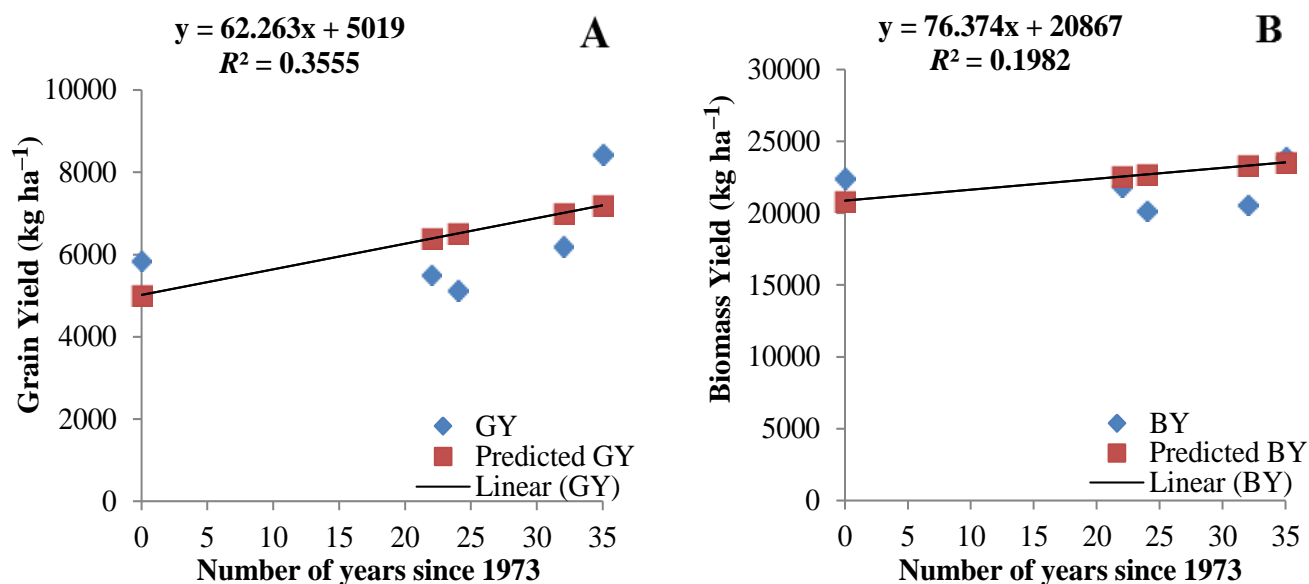 y = 62.263x + 5019
R² = 0.3555
A
Grain Yield (kg ha⁻¹)
10000
8000
6000
4000
2000
0
GY
Predicted GY
Linear (GY)
0 5 10 15 20 25 30 35
Number of years since 1973
y = 76.374x + 20867
R² = 0.1982
B
Biomass Yield (kg ha⁻¹)
30000
25000
20000
15000
10000
5000
0
BY
Predicted BY
Linear (BY)
0 5 10 15 20 25 30 35
Number of years since 1973